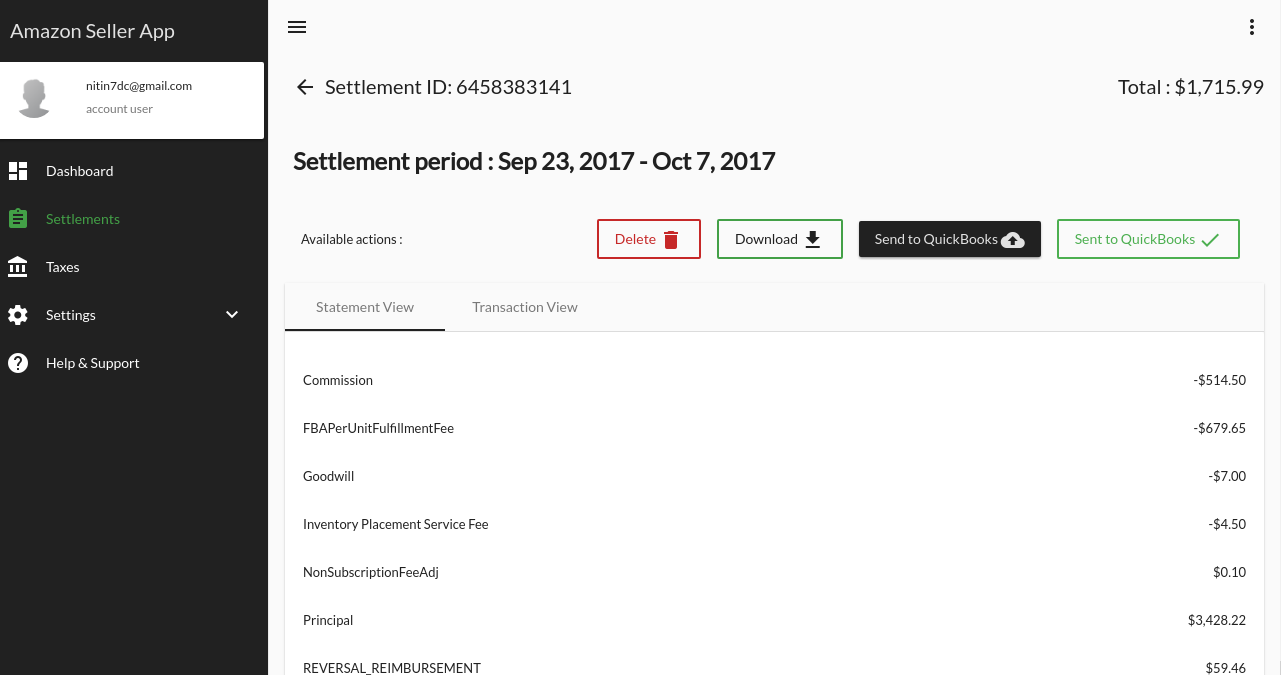 Amazon Seller App
nitin7dc@gmail.com
account user
Dashboard
Settlements
Taxes
Settings
Help & Support
Settlement ID: 6458383141
Total : $1,715.99
Settlement period : Sep 23, 2017 - Oct 7, 2017
Available actions :
Delete
Download
Send to QuickBooks
Sent to QuickBooks
Statement View
Transaction View
Commission -$514.50
FBAPerUnitFulfillmentFee -$679.65
Goodwill -$7.00
Inventory Placement Service Fee -$4.50
NonSubscriptionFeeAdj $0.10
Principal $3,428.22
REVERSAL_REIMBURSEMENT $59.46